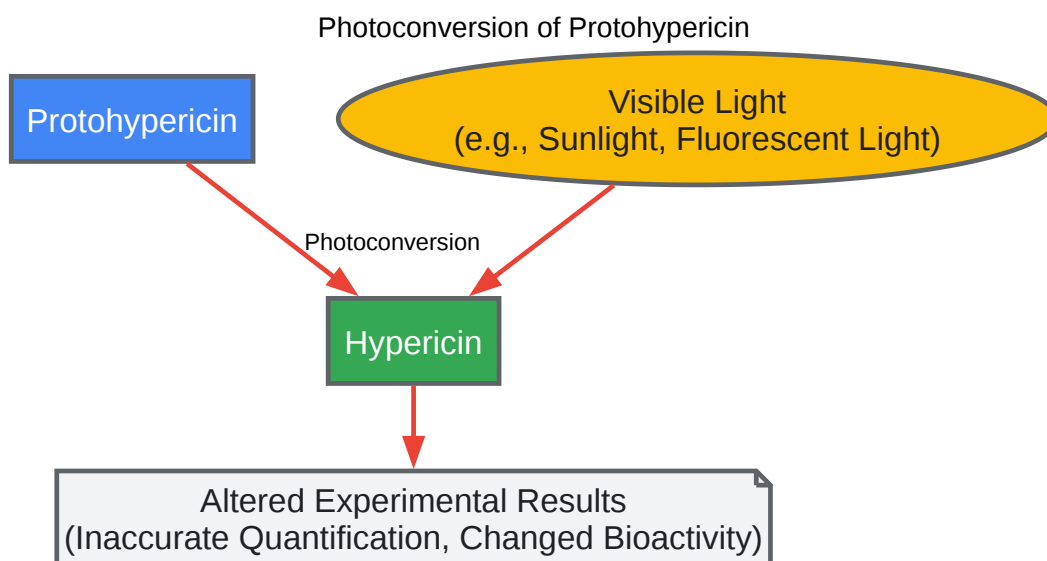 Photoconversion of Protohypericin
Protohypericin
Visible Light
(e.g., Sunlight, Fluorescent Light)
Photoconversion
Hypericin
Altered Experimental Results
(Inaccurate Quantification, Changed Bioactivity)